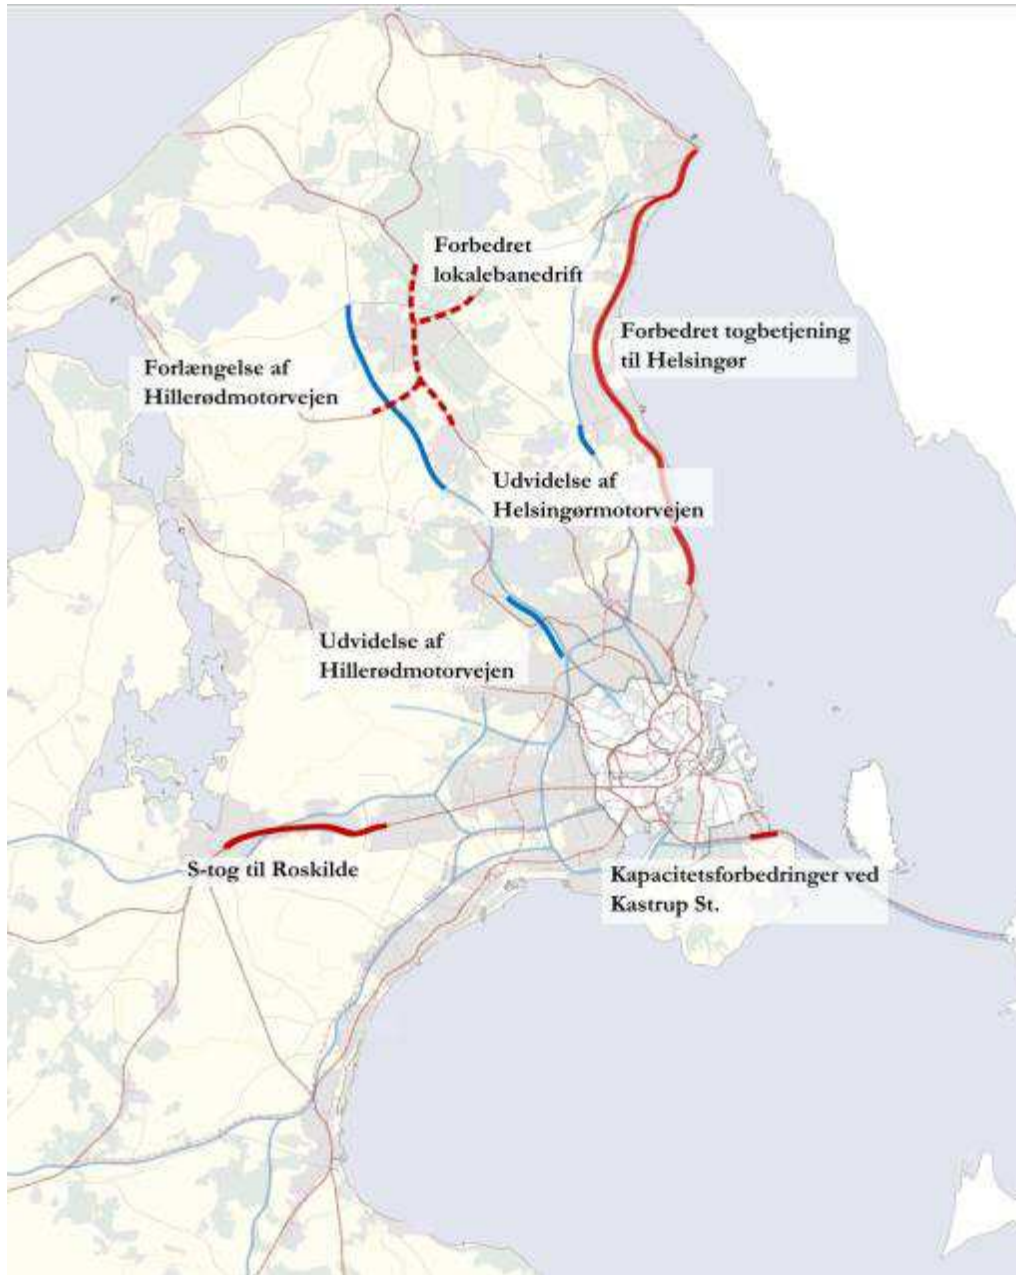 Forbedret
lokalebanedrift
Forbedret togbetjening
til Helsingør
Forlængelse af
Hillerødmotorvejen
Udvidelse af
Helsingørmotorvejen
Udvidelse af
Hillerødmotorvejen
S-tog til Roskilde
Kapacitetsforbedringer ved
Kastrup St.